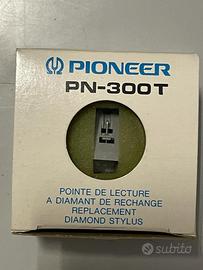 PIONEER
PN-300T
POINTE DE LECTURE
A DIAMANT DE RECHANGE
REPLACEMENT
DIAMOND STYLUS
subito